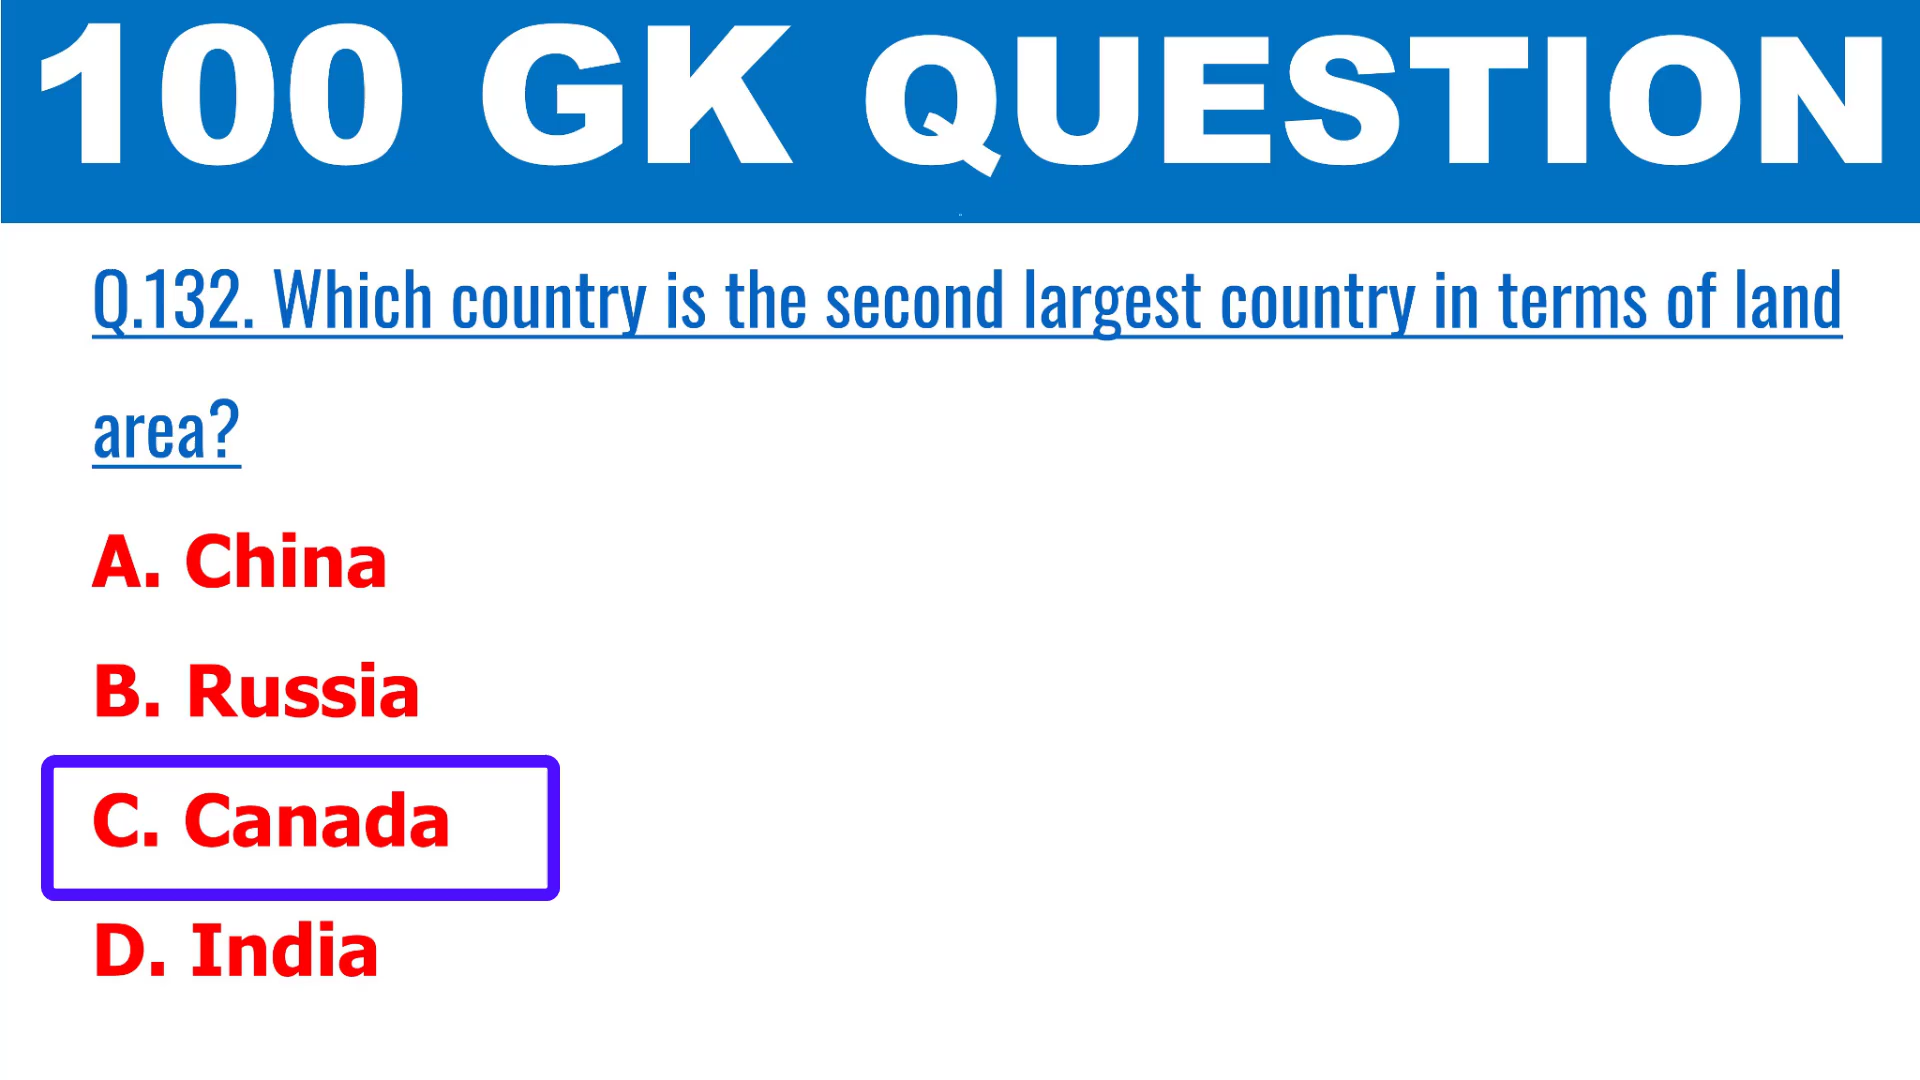 100 GK QUESTION
Q.132. Which country is the second largest country in terms of land
area?
A. China
B. Russia
C. Canada
D. India